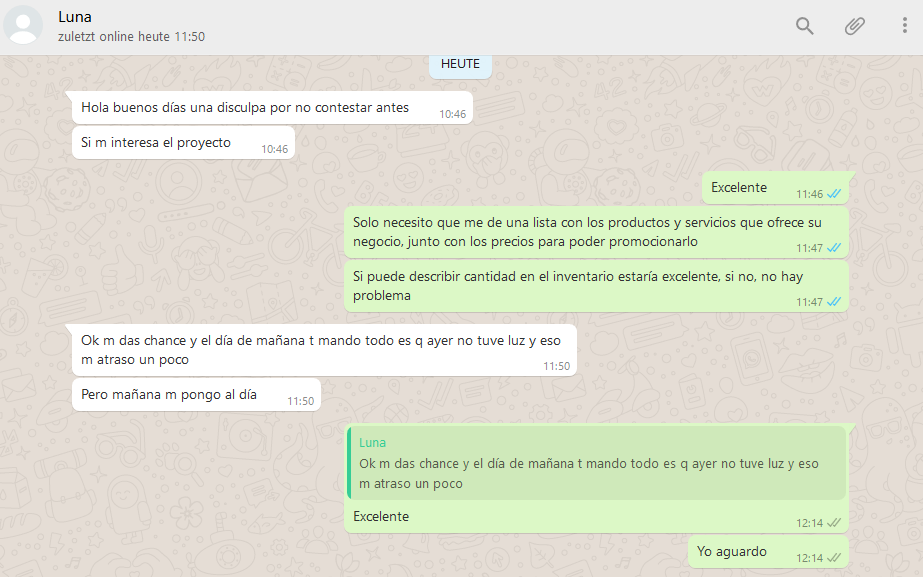 Luna
zuletzt online heute 11:50
HEUTE
Hola buenos días una disculpa por no contestar antes
10:46
Si m interesa el proyecto
10:46
Excelente
11:46
Solo necesito que me de una lista con los productos y servicios que ofrece su
negocio, junto con los precios para poder promocionarlo
11:47
Si puede describir cantidad en el inventario estaría excelente, si no, no hay
problema
11:47
Ok m das chance y el día de mañana t mando todo es q ayer no tuve luz y eso
m atraso un poco
11:50
Pero mañana m pongo al día
11:50
Luna
Ok m das chance y el día de mañana t mando todo es q ayer no tuve luz y eso
m atraso un poco
Excelente
12:14
Yo aguardo
12:14